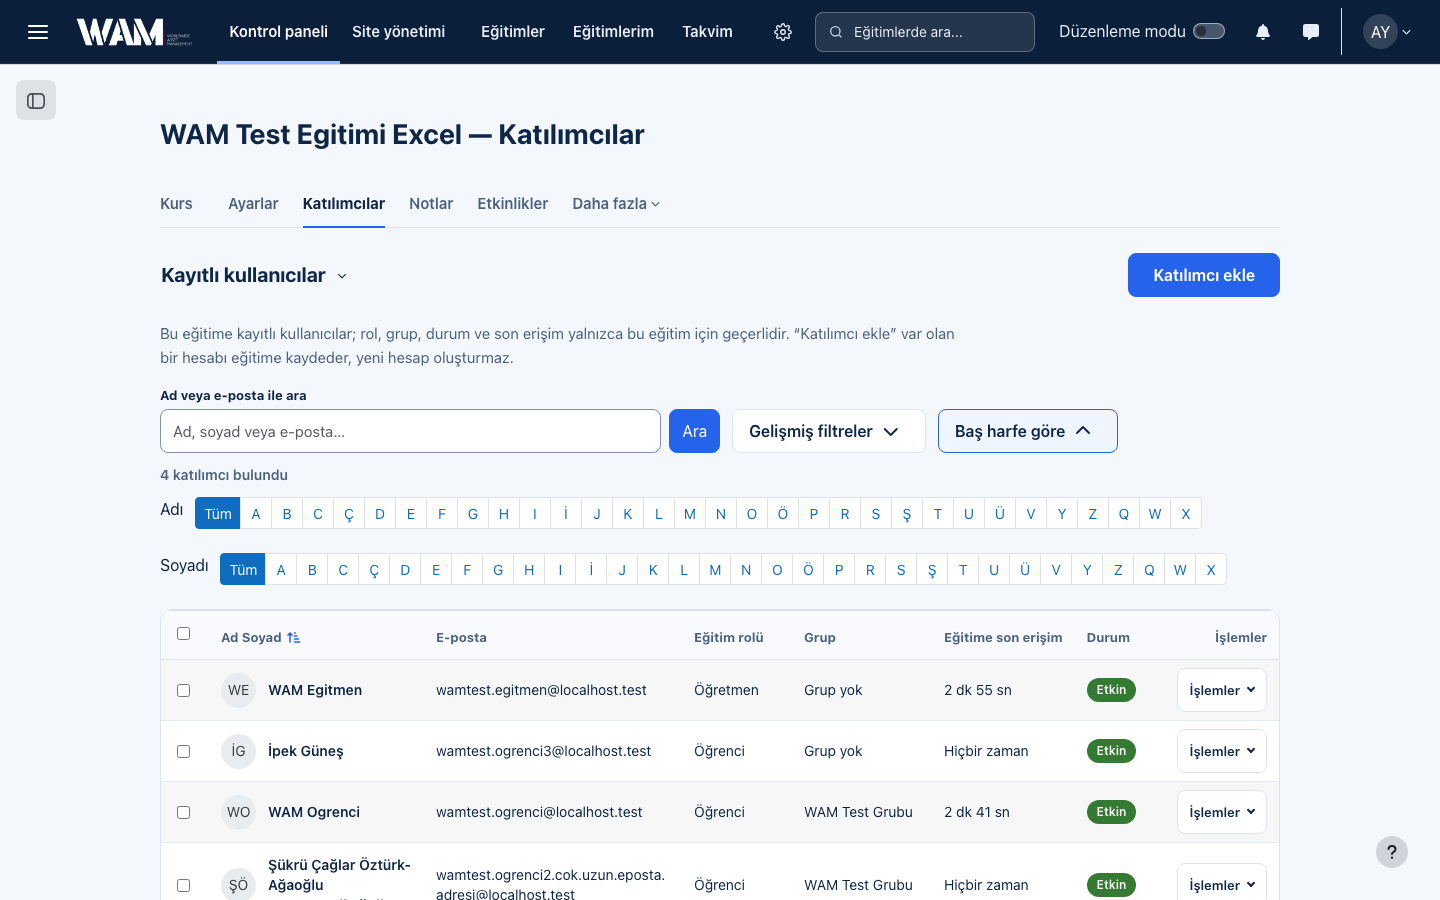 WAM WORLDWIDE ASSET MANAGEMENT
Kontrol paneli Site yönetimi Eğitimler Eğitimlerim Takvim Eğitimlerde ara... Düzenleme modu AY
WAM Test Egitimi Excel — Katılımcılar
Kurs Ayarlar Katılımcılar Notlar Etkinlikler Daha fazla
Kayıtlı kullanıcılar
Katılımcı ekle
Bu eğitime kayıtlı kullanıcılar; rol, grup, durum ve son erişim yalnızca bu eğitim için geçerlidir. “Katılımcı ekle” var olan
bir hesabı eğitime kaydeder, yeni hesap oluşturmaz.
Ad veya e-posta ile ara
Ad, soyad veya e-posta... Ara Gelişmiş filtreler Baş harfe göre
4 katılımcı bulundu
Adı Tüm A B C Ç D E F G H I İ J K L M N O Ö P R S Ş T U Ü V Y Z Q W X
Soyadı Tüm A B C Ç D E F G H I İ J K L M N O Ö P R S Ş T U Ü V Y Z Q W X
Ad Soyad E-posta Eğitim rolü Grup Eğitime son erişim Durum İşlemler
WE WAM Egitmen wamtest.egitmen@localhost.test Öğretmen Grup yok 2 dk 55 sn Etkin İşlemler
İG İpek Güneş wamtest.ogrenci3@localhost.test Öğrenci Grup yok Hiçbir zaman Etkin İşlemler
WO WAM Ogrenci wamtest.ogrenci@localhost.test Öğrenci WAM Test Grubu 2 dk 41 sn Etkin İşlemler
ŞÖ Şükrü Çağlar Öztürk-
Ağaoğlu
wamtest.ogrenci2.cok.uzun.eposta.
adresi@localhost.test
Öğrenci WAM Test Grubu Hiçbir zaman Etkin İşlemler
?